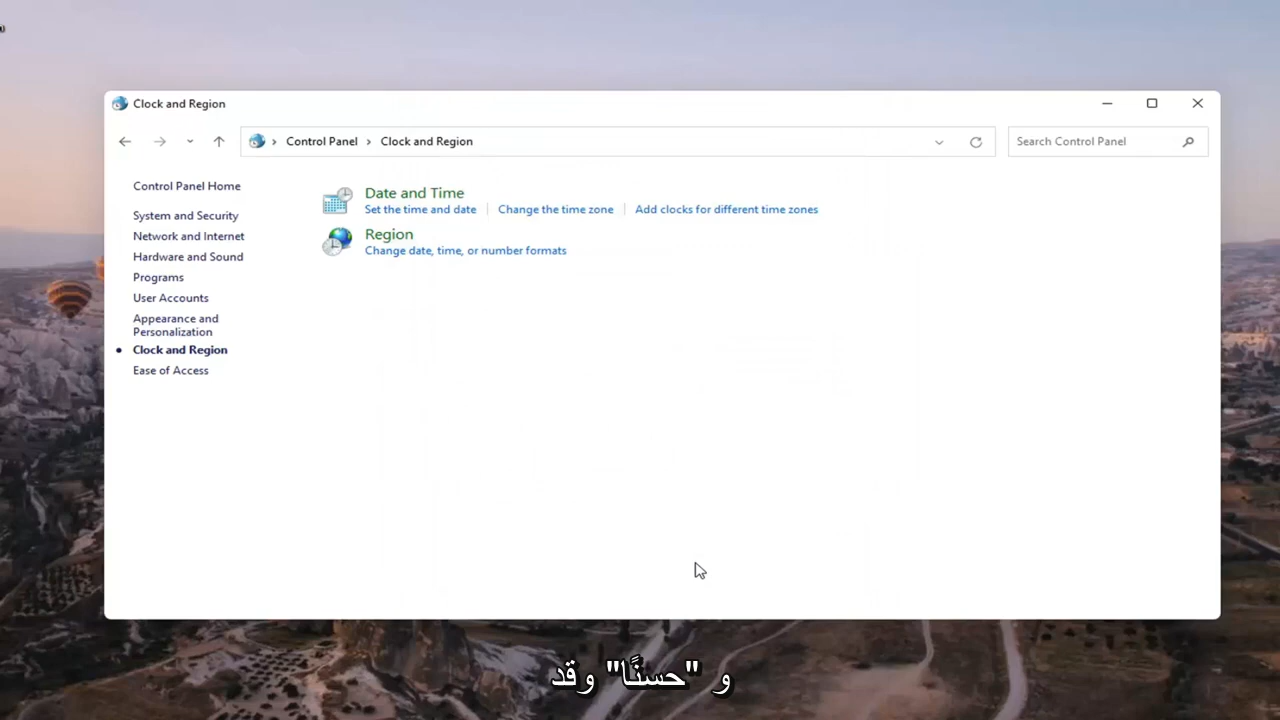 Clock and Region
Control Panel
Clock and Region
Search Control Panel
Control Panel Home
System and Security
Network and Internet
Hardware and Sound
Programs
User Accounts
Appearance and
Personalization
Clock and Region
Ease of Access
Date and Time
Set the time and date
Change the time zone
Add clocks for different time zones
Region
Change date, time, or number formats
و "حسنًا" وقد